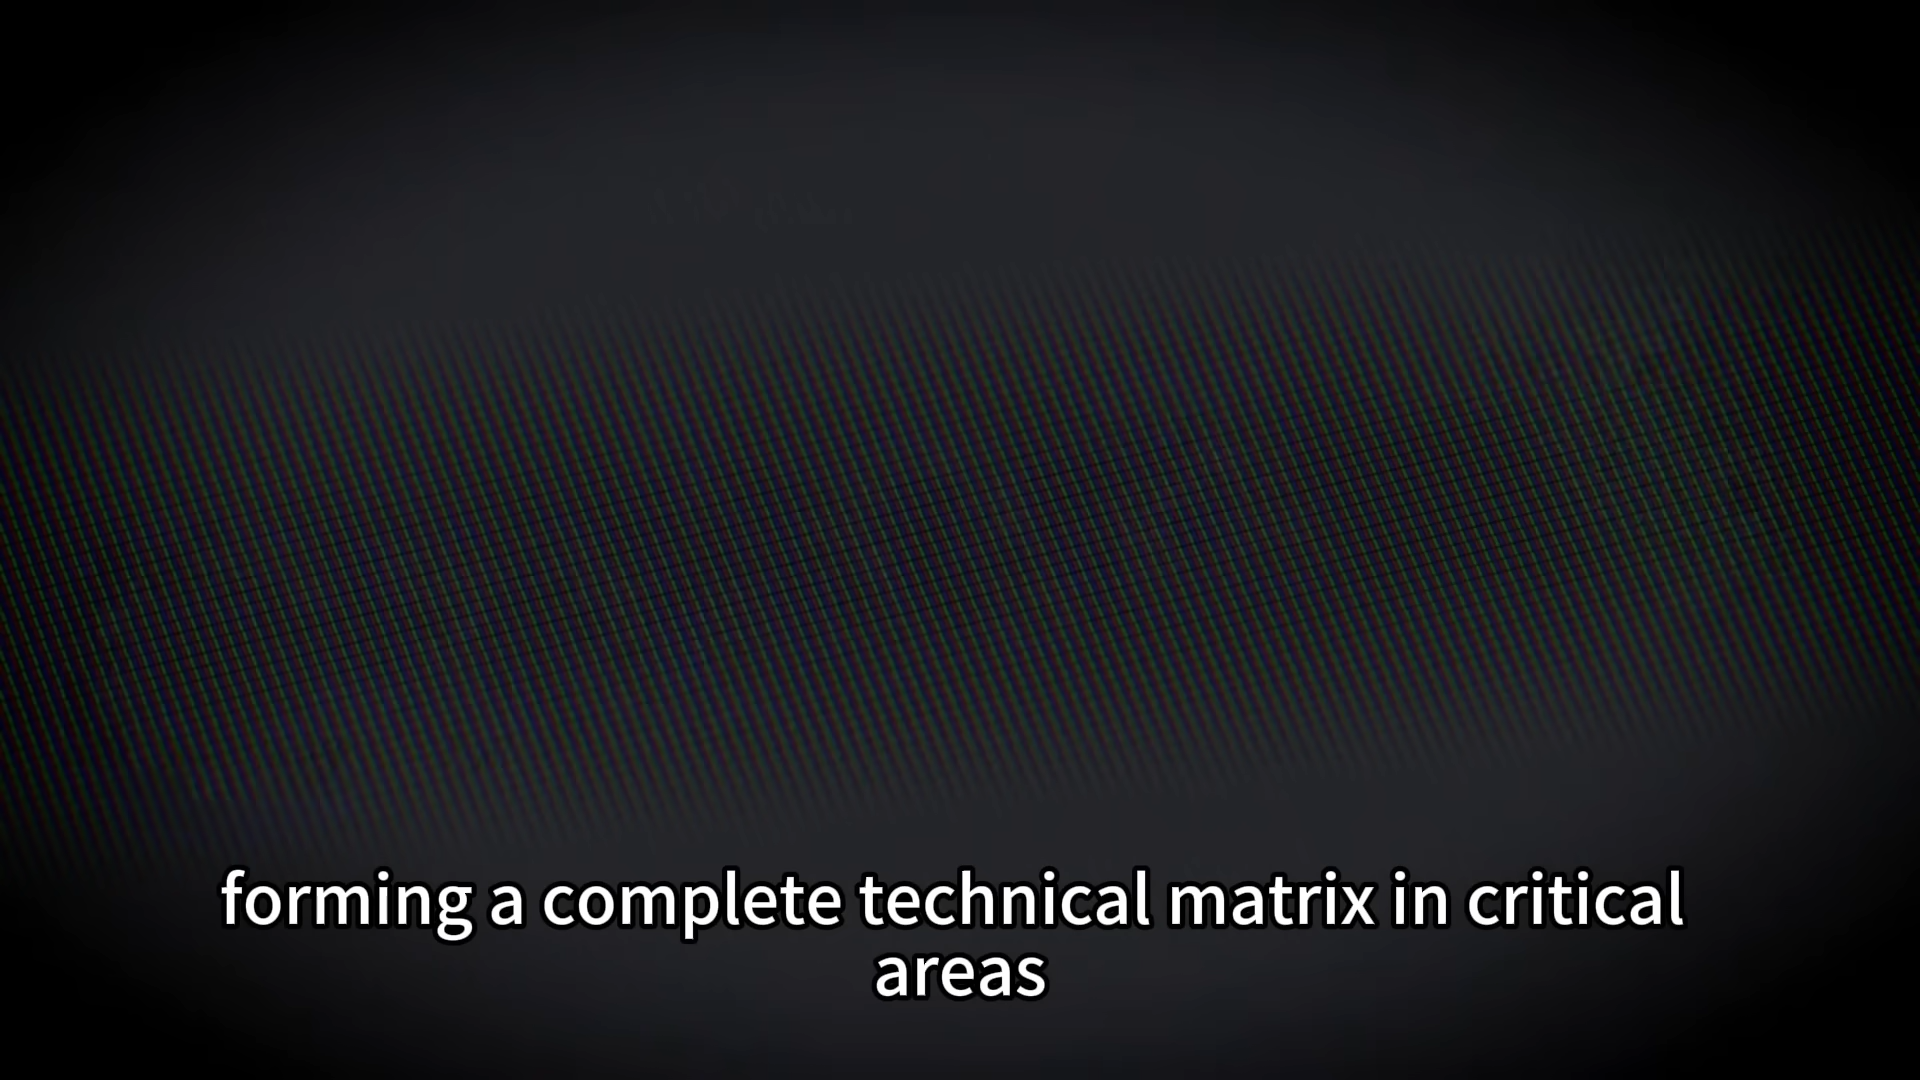 forming a complete technical matrix in critical
areas